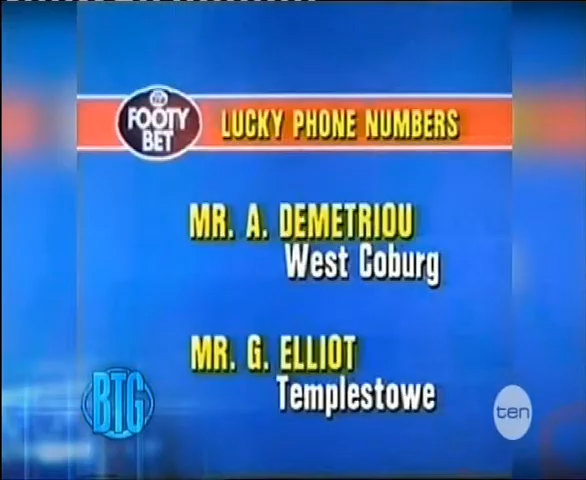 FOOTY
BET
LUCKY PHONE NUMBERS
MR. A. DEMETRIOU
West Coburg
MR. G. ELLIOT
Templestowe
BTG
ten